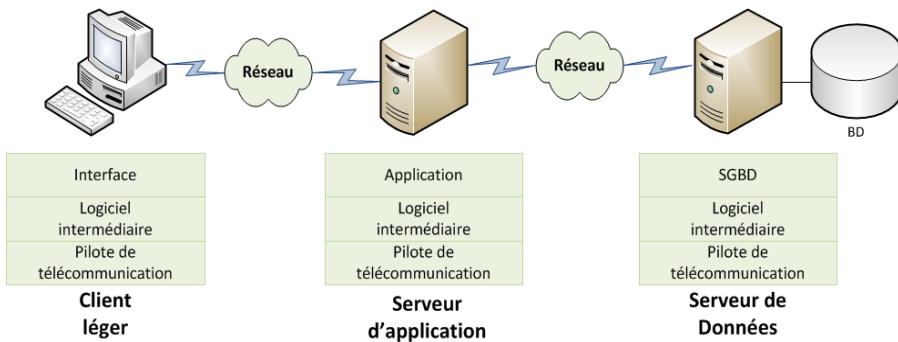 Réseau
Réseau
BD
Interface
Logiciel
intermédiaire
Pilote de
télécommunication
Client
léger
Application
Logiciel
intermédiaire
Pilote de
télécommunication
Serveur
d’application
SGBD
Logiciel
intermédiaire
Pilote de
télécommunication
Serveur de
Données